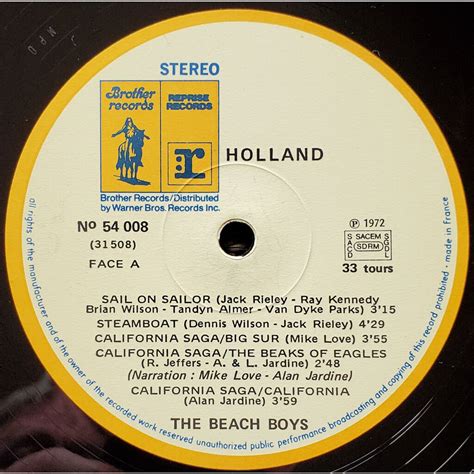 STEREO
Brother
records
REPRISE
RECORDS
r
HOLLAND
Brother Records/Distributed
by Warner Bros. Records Inc.
Nº 54 008
(31508)
FACE A
Ⓟ 1972
SACEM
SACD
SDRM
SGDL
33 tours
SAIL ON SAILOR (Jack Rieley - Ray Kennedy
Brian Wilson - Tandyn Almer - Van Dyke Parks) 3'15
STEAMBOAT (Dennis Wilson - Jack Rieley) 4'29
CALIFORNIA SAGA/BIG SUR (Mike Love) 3'55
CALIFORNIA SAGA/THE BEAKS OF EAGLES
(R. Jeffers - A. & L. Jardine) 2'48
(Narration : Mike Love - Alan Jardine)
CALIFORNIA SAGA/CALIFORNIA
(Alan Jardine) 3'59
THE BEACH BOYS
all rights of the manufacturer and of the owner of the recorded work reserved unauthorized public performance broadcasting and copying of this record prohibited - made in france